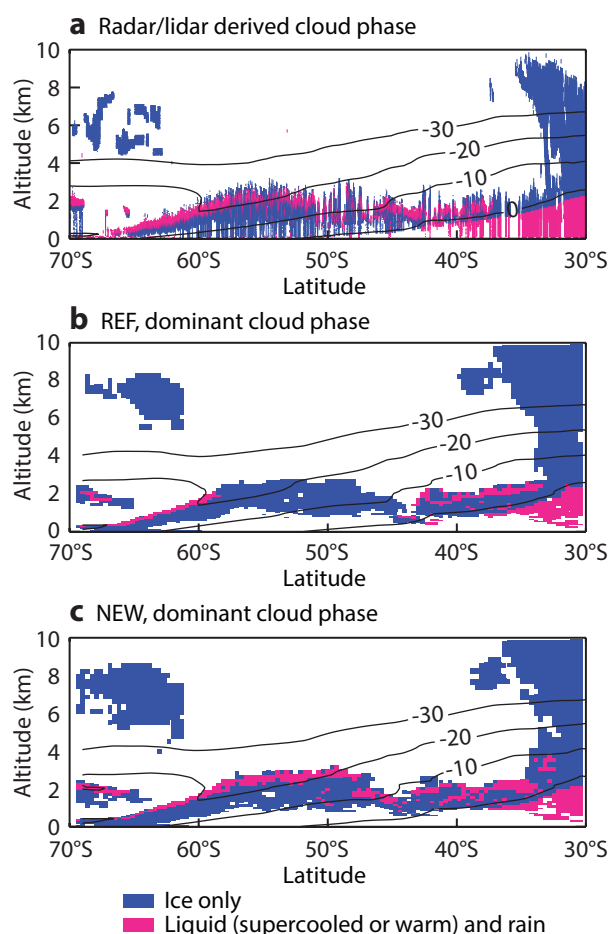 a Radar/lidar derived cloud phase
10
8
6
4
2
0
Altitude (km)
-30
-20
-10
0
70°S 60°S 50°S 40°S 30°S
Latitude
b REF, dominant cloud phase
10
8
6
4
2
0
Altitude (km)
-30
-20
-10
70°S 60°S 50°S 40°S 30°S
Latitude
c NEW, dominant cloud phase
10
8
6
4
2
0
Altitude (km)
-30
-20
-10
70°S 60°S 50°S 40°S 30°S
Latitude
Ice only
Liquid (supercooled or warm) and rain